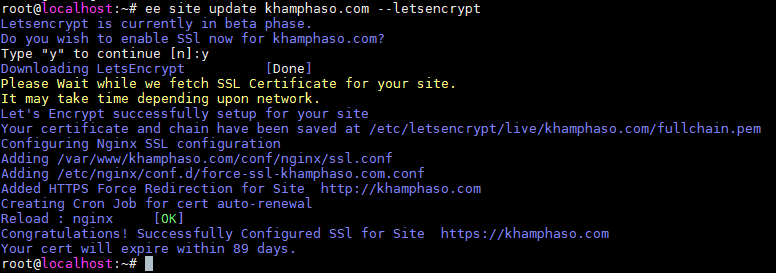 root@localhost:~# ee site update khamphaso.com --letsencrypt
Letsencrypt is currently in beta phase.
Do you wish to enable SSl now for khamphaso.com?
Type "y" to continue [n]:y
Downloading LetsEncrypt          [Done]
Please Wait while we fetch SSL Certificate for your site.
It may take time depending upon network.
Let's Encrypt successfully setup for your site
Your certificate and chain have been saved at /etc/letsencrypt/live/khamphaso.com/fullchain.pem
Configuring Nginx SSL configuration
Adding /var/www/khamphaso.com/conf/nginx/ssl.conf
Adding /etc/nginx/conf.d/force-ssl-khamphaso.com.conf
Added HTTPS Force Redirection for Site  http://khamphaso.com
Creating Cron Job for cert auto-renewal
Reload : nginx     [OK]
Congratulations! Successfully Configured SSl for Site  https://khamphaso.com
Your cert will expire within 89 days.
root@localhost:~#